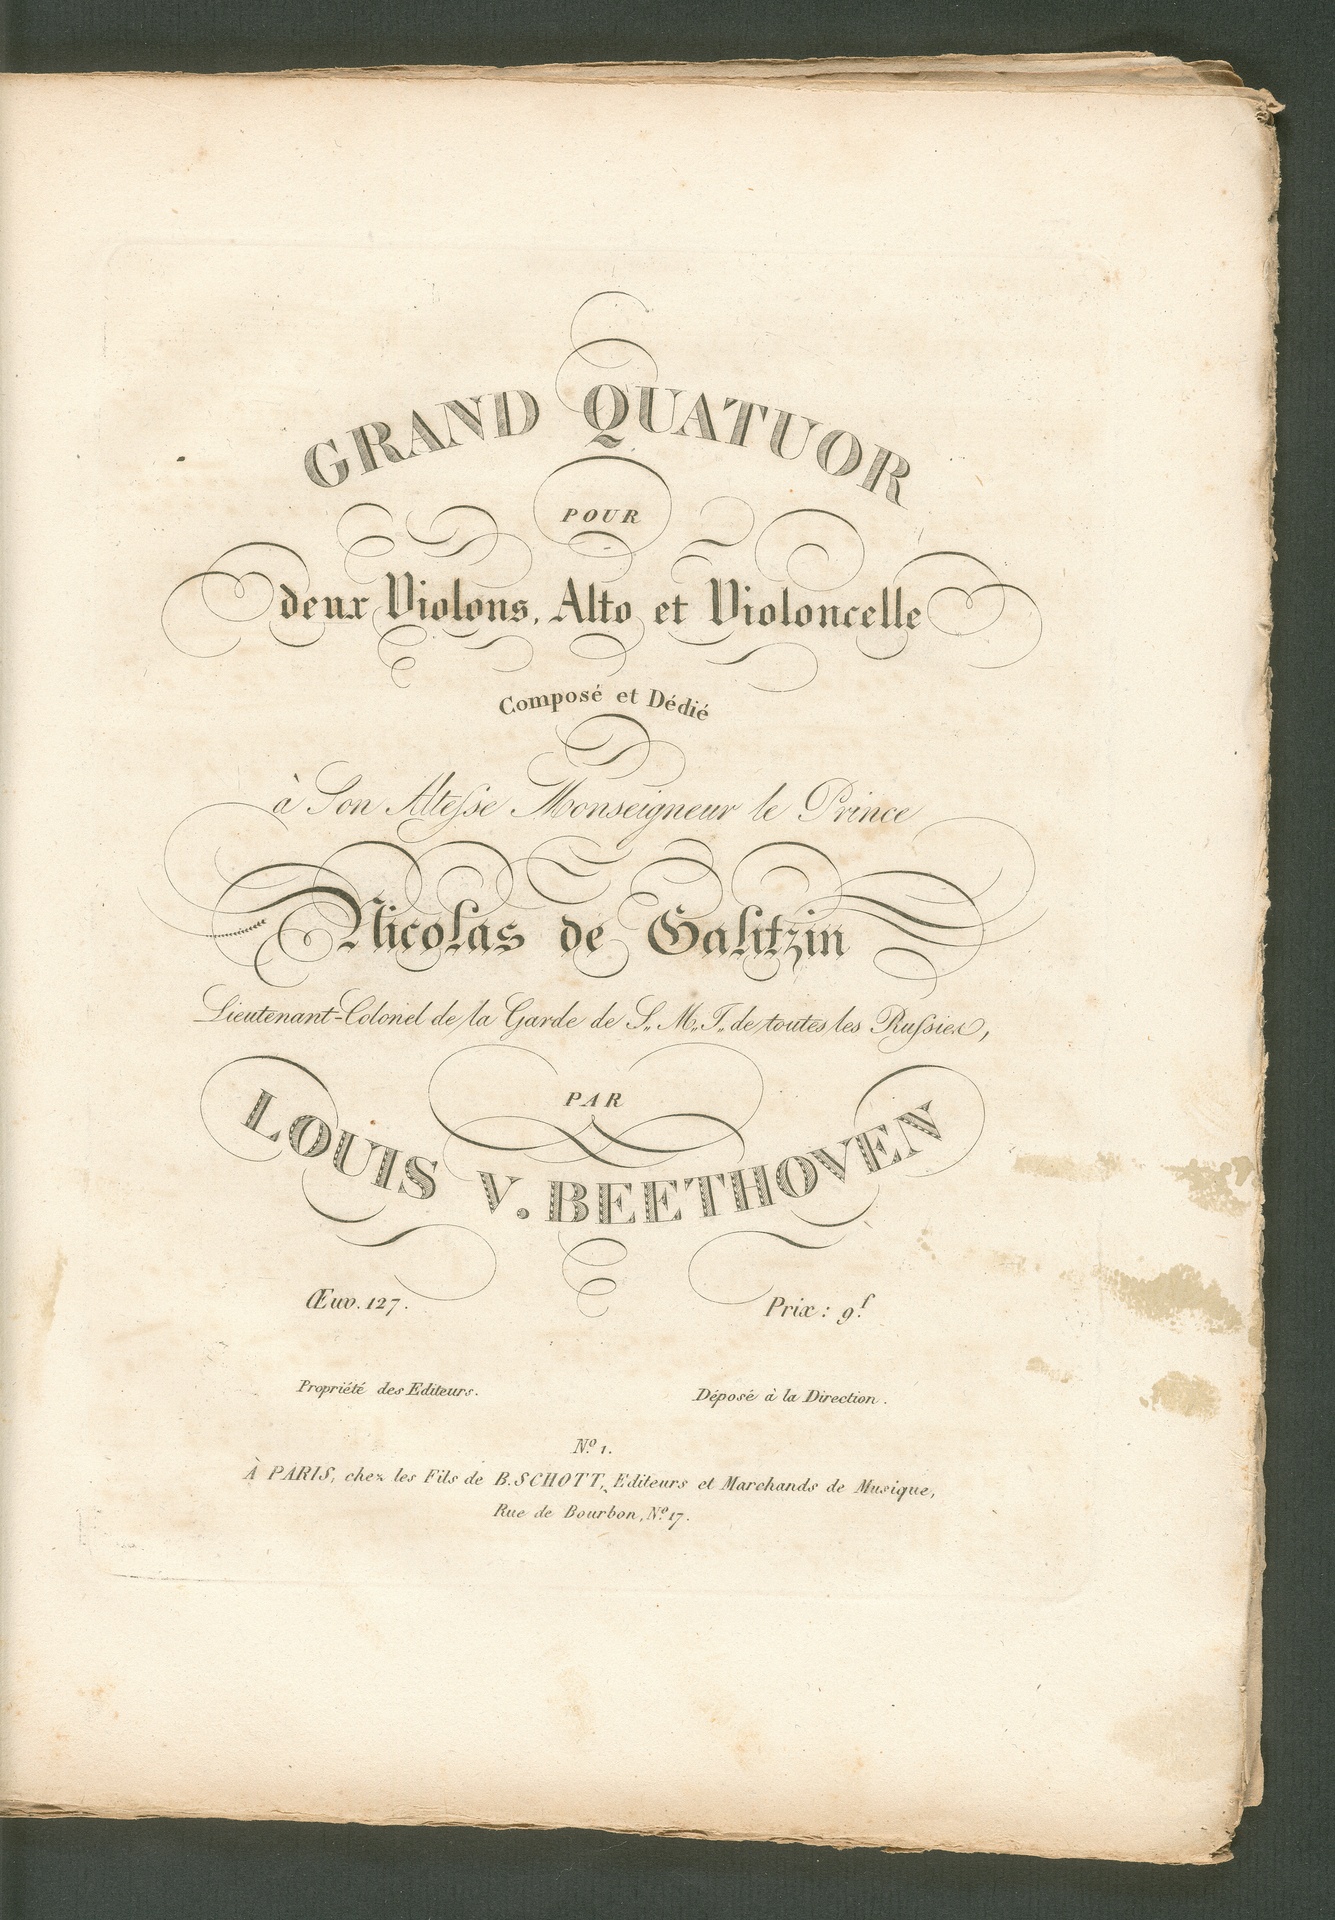 GRAND QUATUOR
POUR
deux Violons, Alto et Violoncelle
Composé et Dédié
à Son Altesse Monseigneur le Prince
Nicolas de Galitzin
Lieutenant-Colonel de la Garde de S. M. I. de toutes les Russies,
PAR
LOUIS V. BEETHOVEN
Œuv. 127.
Prix: 9f.
Propriété des Editeurs.
Déposé à la Direction.
No. 1.
À PARIS, chez les Fils de B. SCHOTT, Editeurs et Marchands de Musique,
Rue de Bourbon, No. 17.